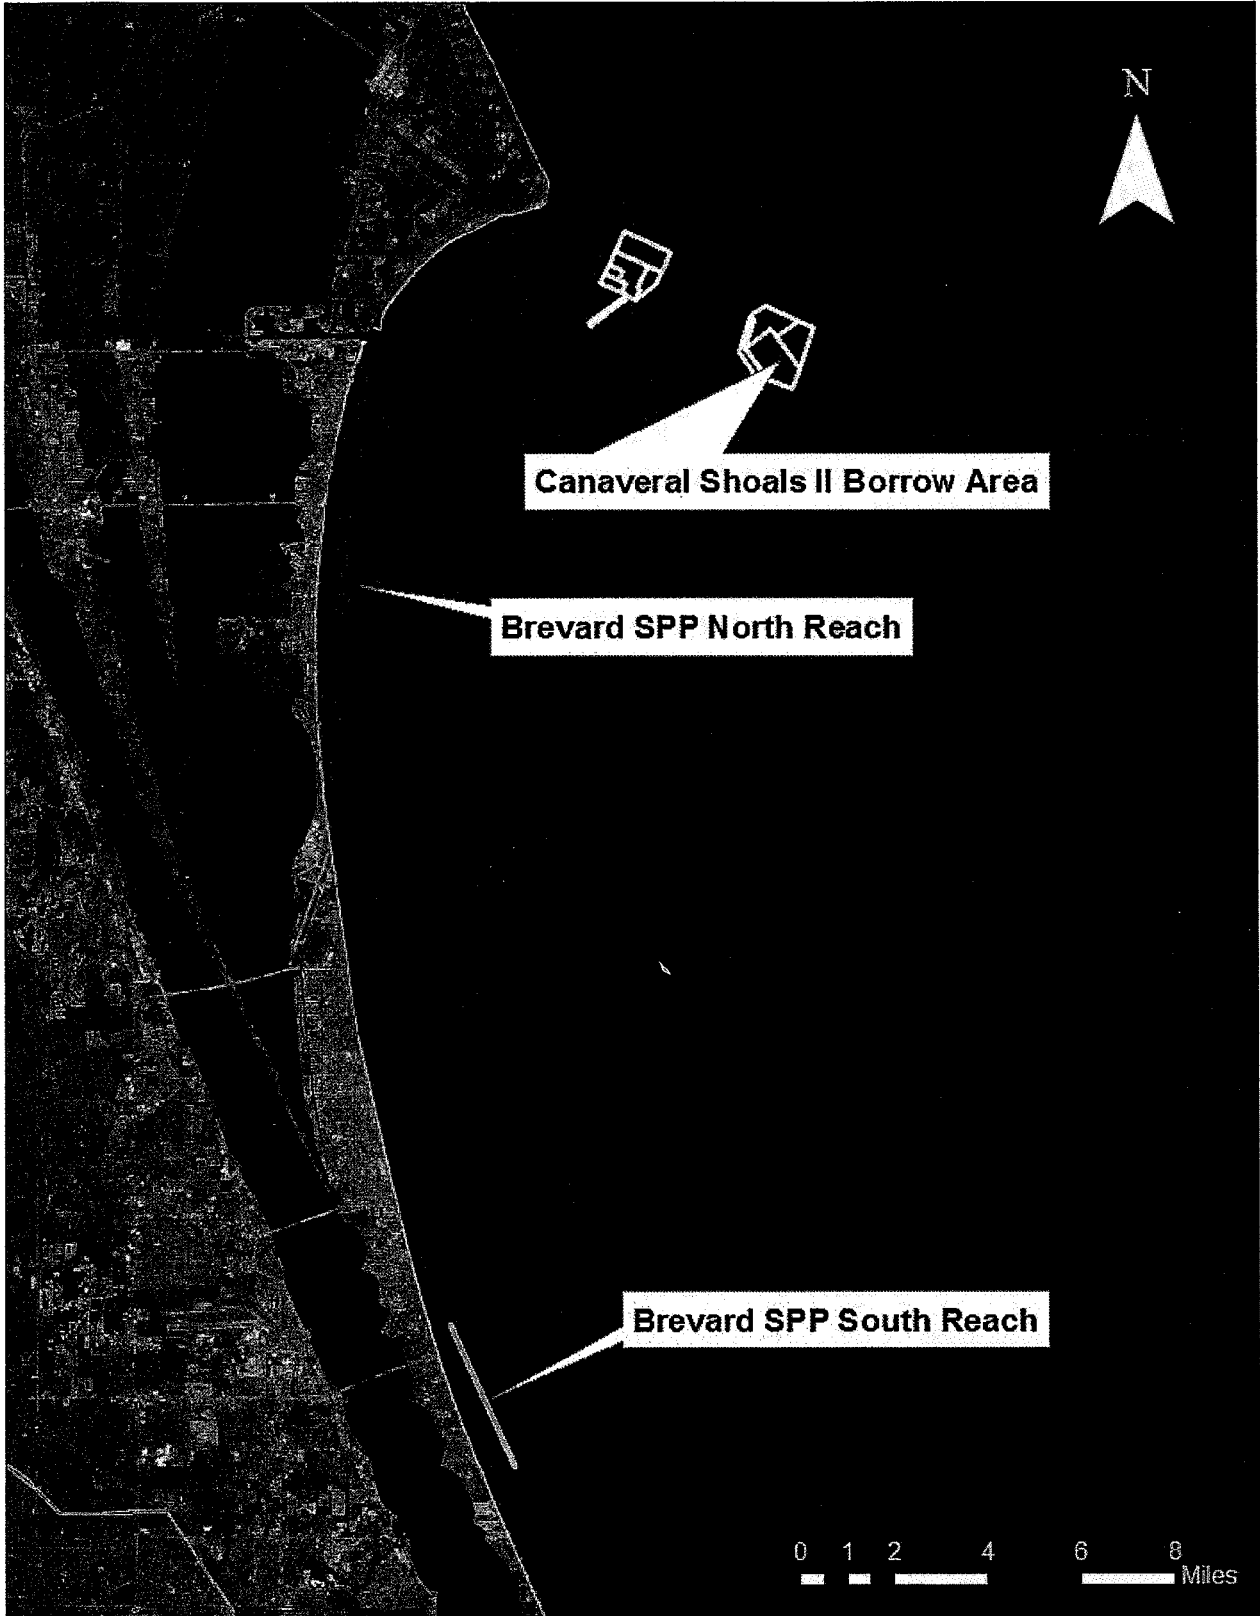 N
Canaveral Shoals II Borrow Area
Brevard SPP North Reach
Brevard SPP South Reach
0 1 2 4 6 8
Miles